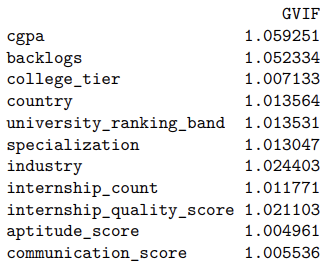 GVIF
cgpa 1.059251
backlogs 1.052334
college_tier 1.007133
country 1.013564
university_ranking_band 1.013531
specialization 1.013047
industry 1.024403
internship_count 1.011771
internship_quality_score 1.021103
aptitude_score 1.004961
communication_score 1.005536